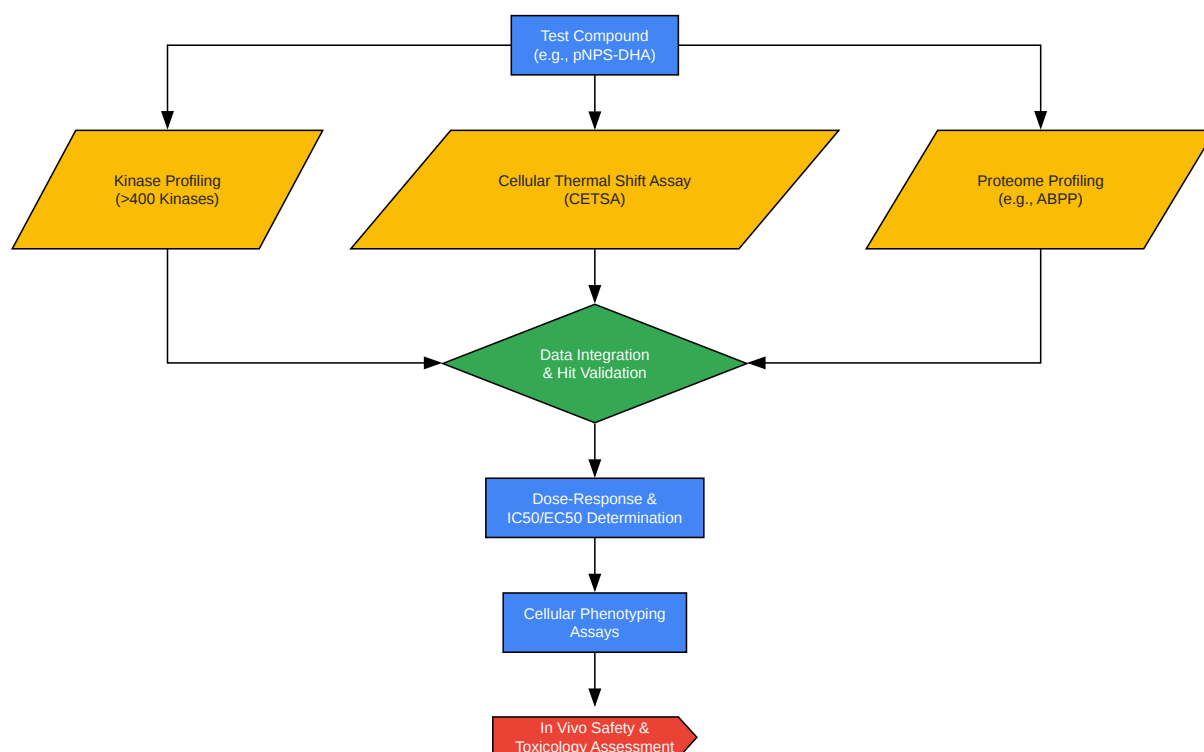 Test Compound
(e.g., pNPS-DHA)
Kinase Profiling
(>400 Kinases)
Cellular Thermal Shift Assay
(CETSA)
Proteome Profiling
(e.g., ABPP)
Data Integration
& Hit Validation
Dose-Response &
IC50/EC50 Determination
Cellular Phenotyping
Assays
In Vivo Safety &
Toxicology Assessment